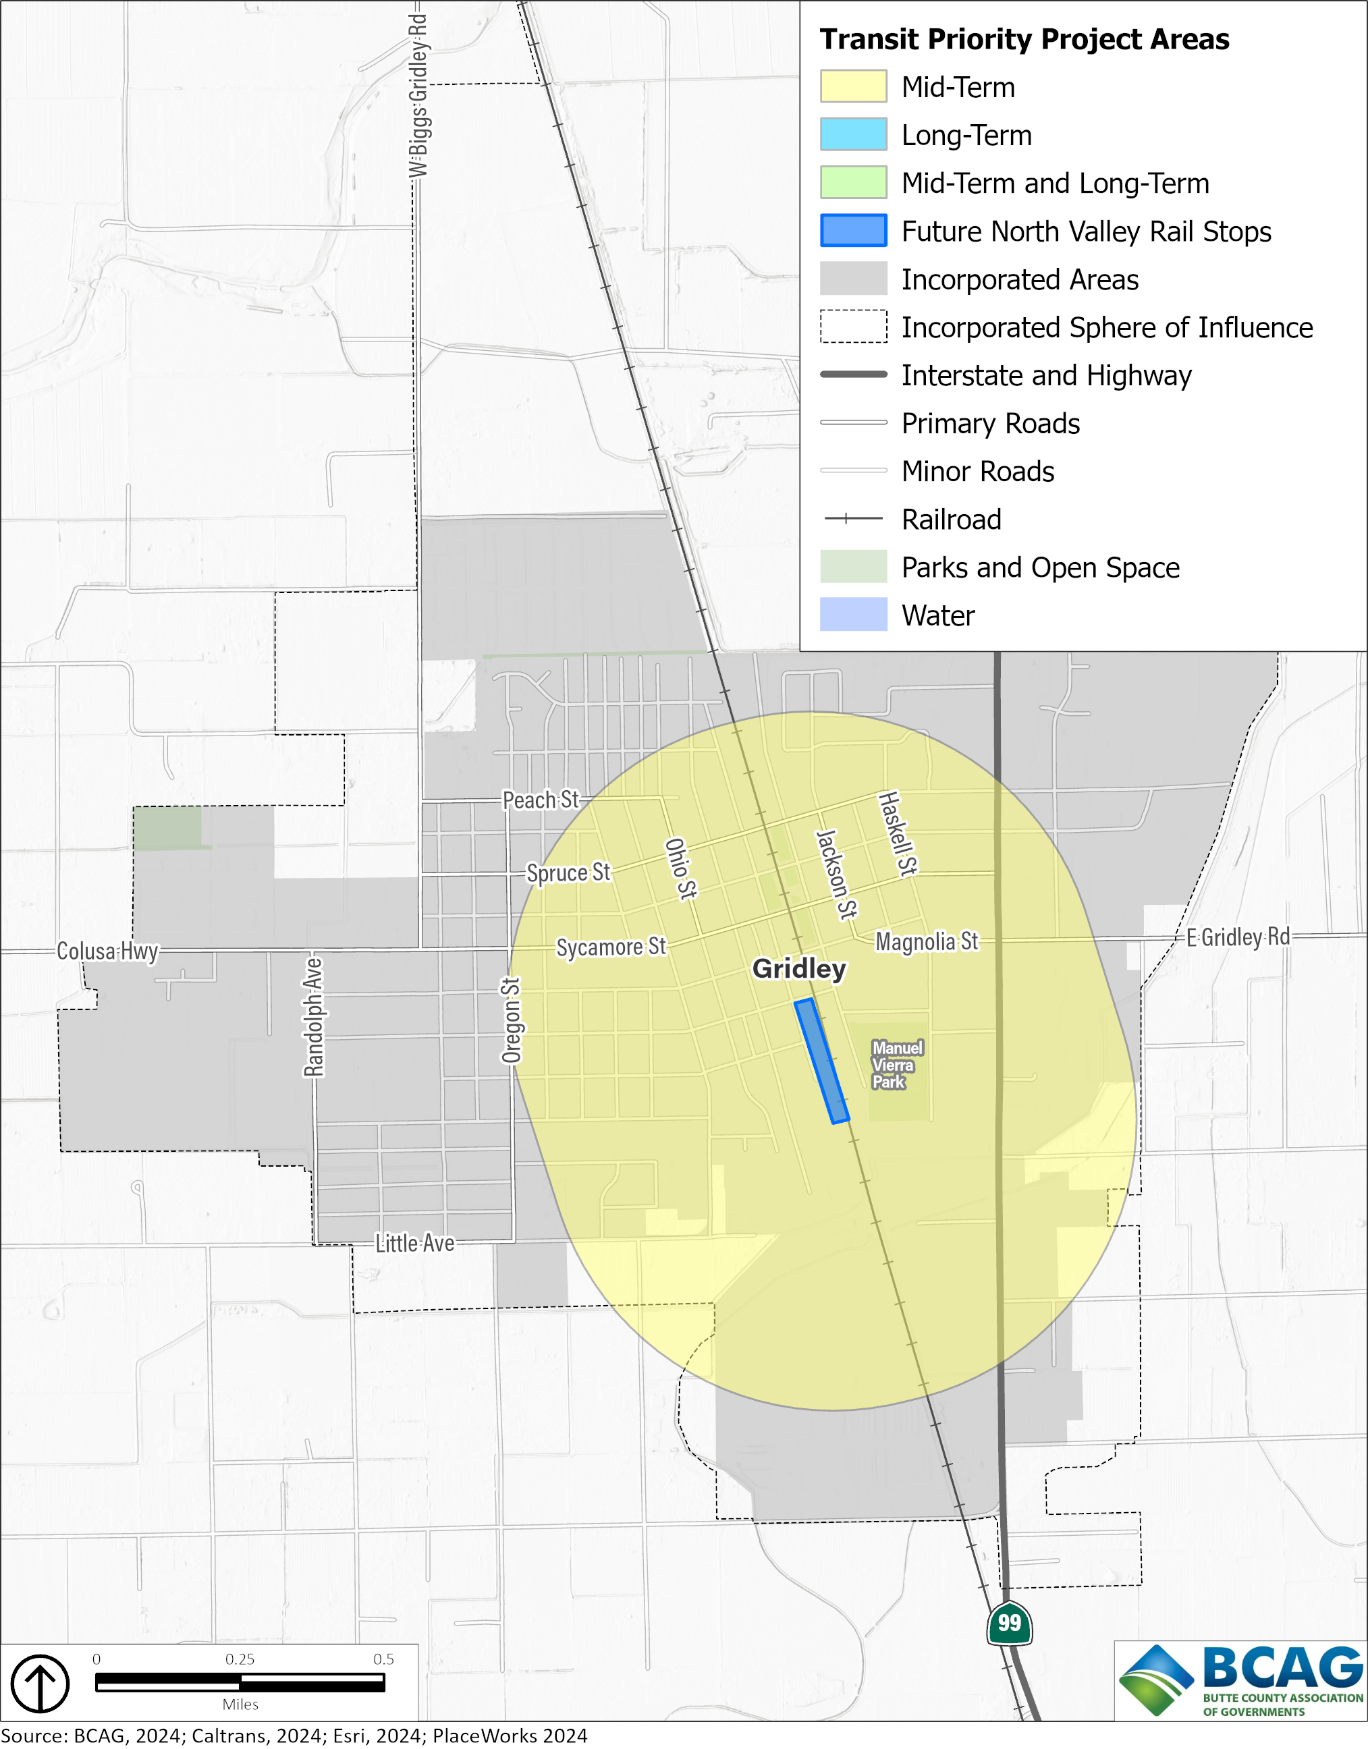 W Biggs Gridley Rd
Transit Priority Project Areas
Mid-Term
Long-Term
Mid-Term and Long-Term
Future North Valley Rail Stops
Incorporated Areas
Incorporated Sphere of Influence
Interstate and Highway
Primary Roads
Minor Roads
Railroad
Parks and Open Space
Water
Peach St
Haskell St
Jackson St
Ohio St
Spruce St
Sycamore St
Magnolia St
E Gridley Rd
Colusa Hwy
Gridley
Randolph Ave
Oregon St
Manuel
Vierra
Park
Little Ave
99
0 0.25 0.5
Miles
BCAG
BUTTE COUNTY ASSOCIATION
OF GOVERNMENTS
Source: BCAG, 2024; Caltrans, 2024; Esri, 2024; PlaceWorks 2024